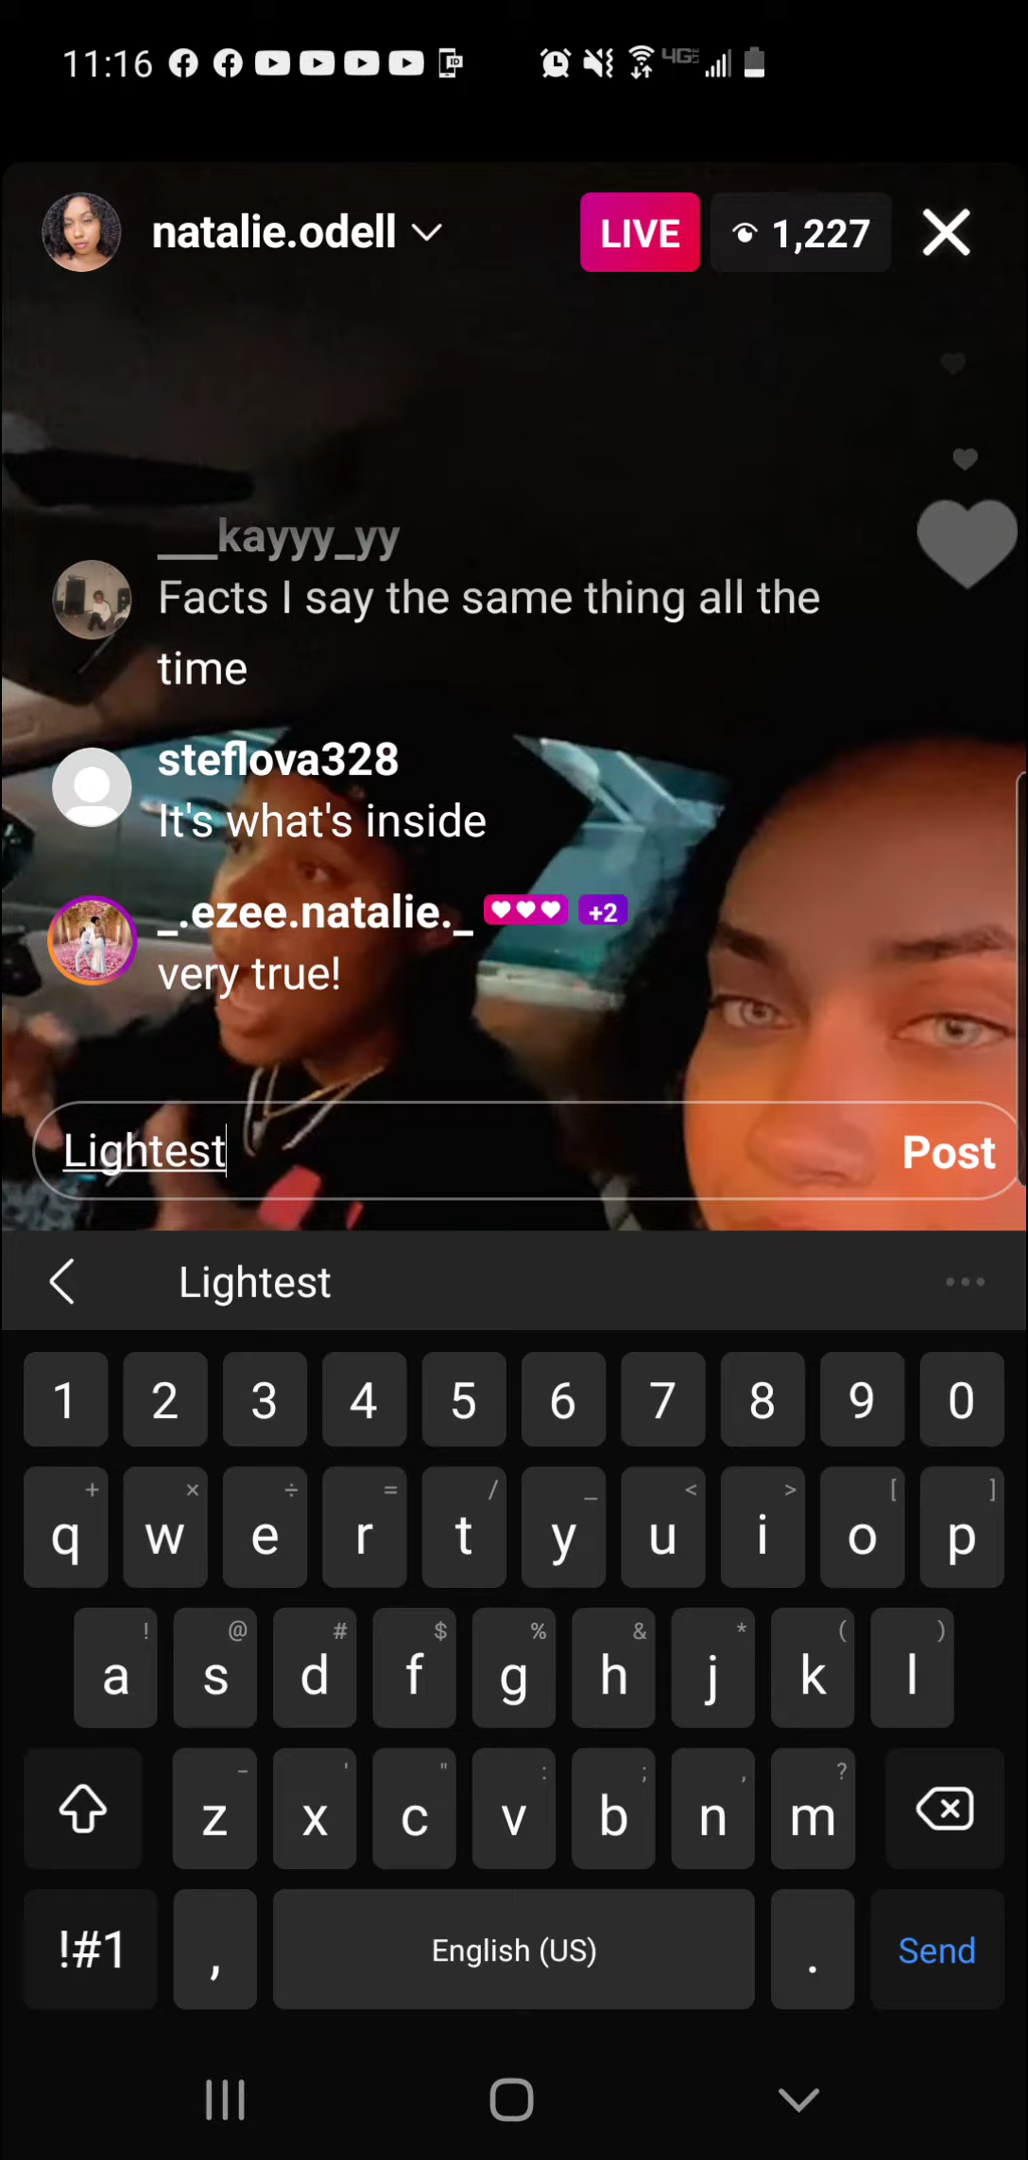 11:16 4GE
natalie.odell LIVE 1,227
___kayyy_yy
Facts I say the same thing all the
time
steflova328
It's what's inside
_.ezee.natalie._ +2
very true!
Lightest Post
Lightest
1 2 3 4 5 6 7 8 9 0
+ × ÷ = / _ < > [ ]
q w e r t y u i o p
! @ # $ % & * ( )
a s d f g h j k l
- ' " : ; , ?
z x c v b n m
!#1 , English (US) . Send